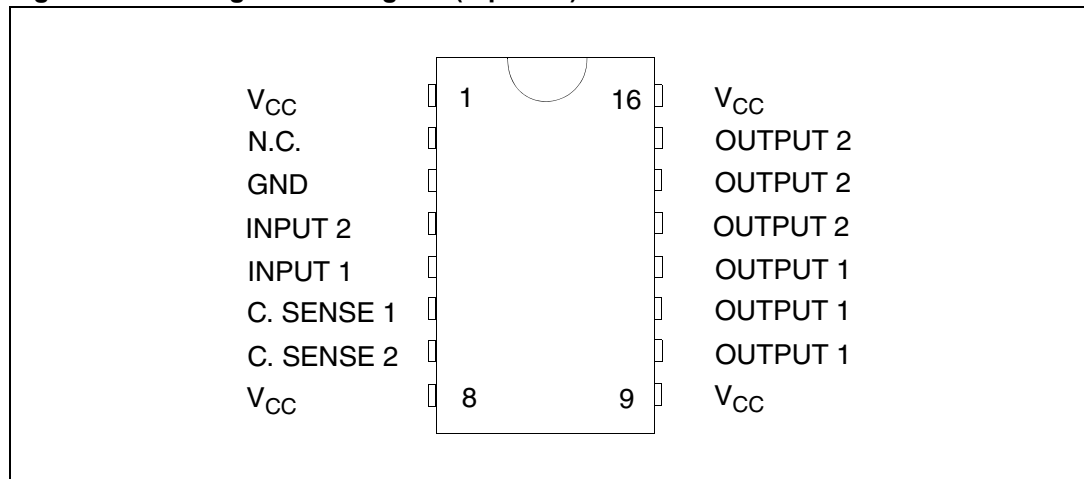 V_CC 1 16 V_CC
N.C. OUTPUT 2
GND OUTPUT 2
INPUT 2 OUTPUT 2
INPUT 1 OUTPUT 1
C. SENSE 1 OUTPUT 1
C. SENSE 2 OUTPUT 1
V_CC 8 9 V_CC